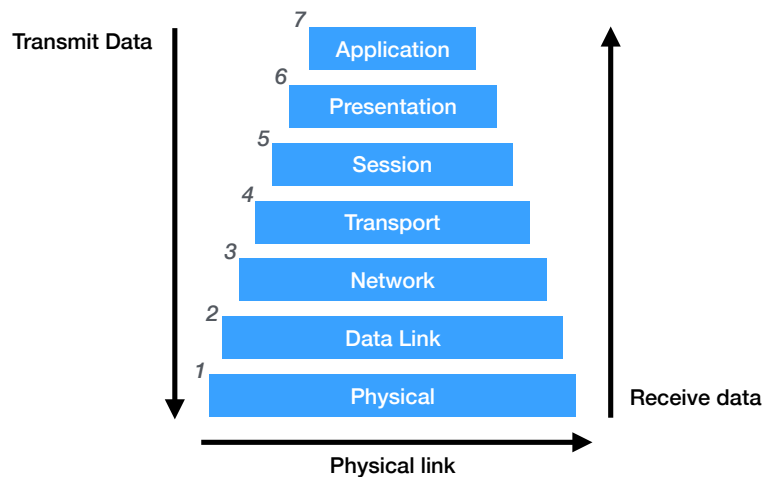 7
Transmit Data
Application
6
Presentation
5
Session
4
Transport
3
Network
2
Data Link
1
Physical
Receive data
Physical link